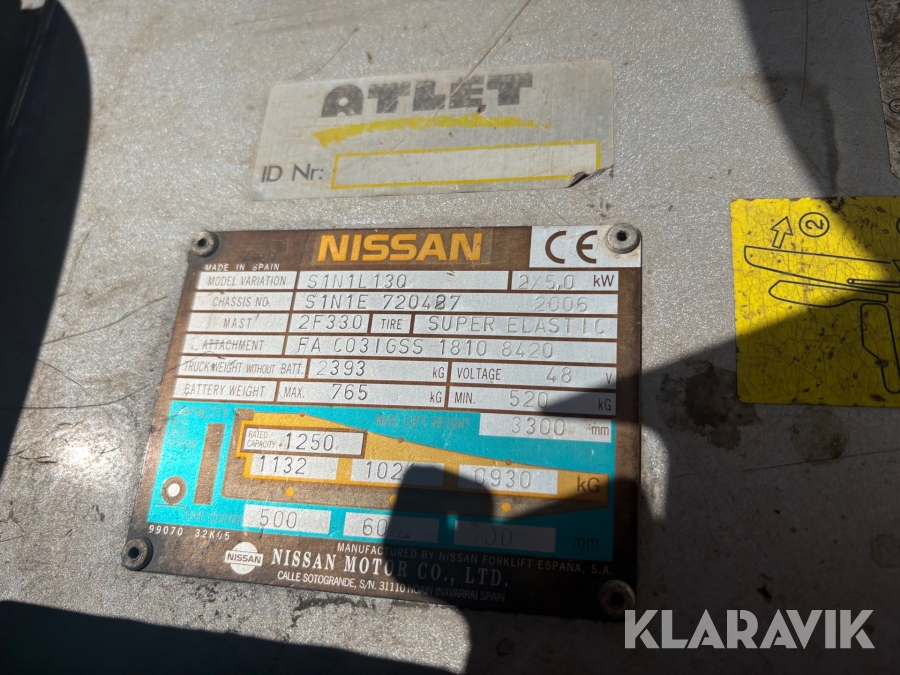 ATLET
ID Nr:
NISSAN CE
MADE IN SPAIN
MODEL VARIATION S1N1L13Q 2X5,0 kW
CHASSIS NO. S1N1E 720427 2006
MAST 2F330 TIRE SUPER ELASTIC
ATTACHMENT FA C03IGSS 1810 8420
TRUCK WEIGHT WITHOUT BATT. 2393 kG VOLTAGE 48 V
BATTERY WEIGHT MAX. 765 kG MIN. 520 kG
3300 mm
RATED CAPACITY 1250
1132 0930 kG
500 mm
99070 32K05
MANUFACTURED BY NISSAN FORKLIFT ESPAÑA, S.A.
NISSAN NISSAN MOTOR CO., LTD.
CALLE SOTOGRANDE, S/N. 31110 NOAIN (NAVARRA) SPAIN
2
KLARAVIK